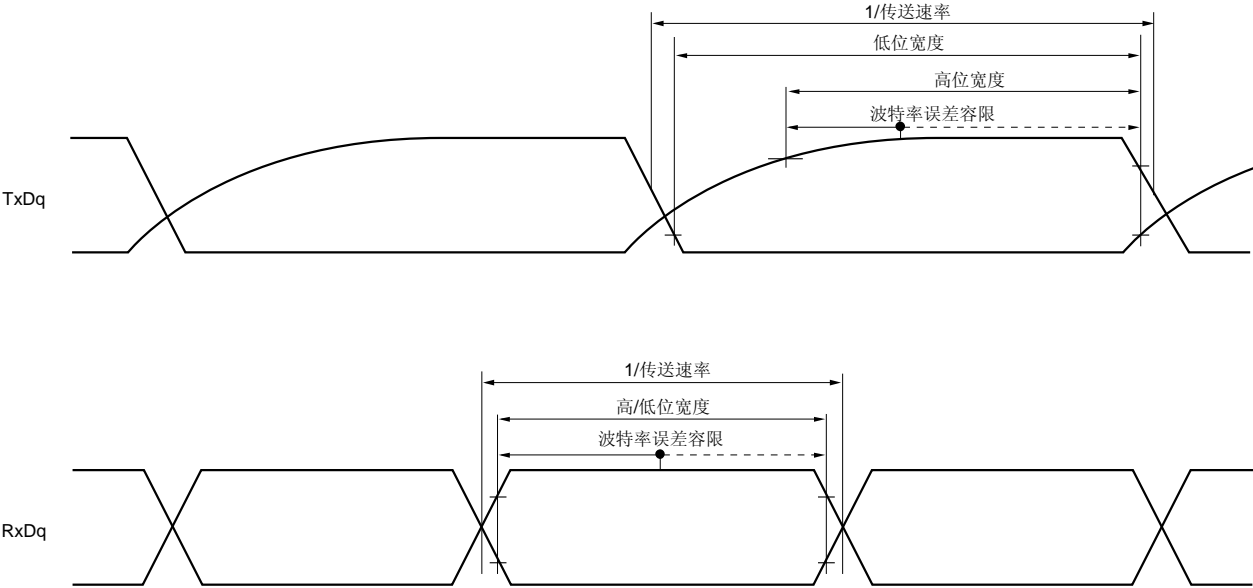 1/传送速率
低位宽度
高位宽度
波特率误差容限
TxDq
1/传送速率
高/低位宽度
波特率误差容限
RxDq